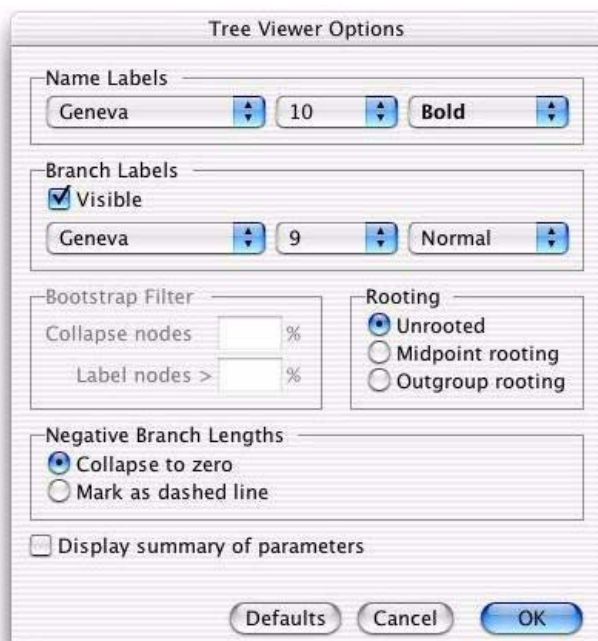 Tree Viewer Options
Name Labels
Geneva 10 Bold
Branch Labels
Visible
Geneva 9 Normal
Bootstrap Filter
Collapse nodes %
Label nodes > %
Rooting
Unrooted
Midpoint rooting
Outgroup rooting
Negative Branch Lengths
Collapse to zero
Mark as dashed line
Display summary of parameters
Defaults Cancel OK